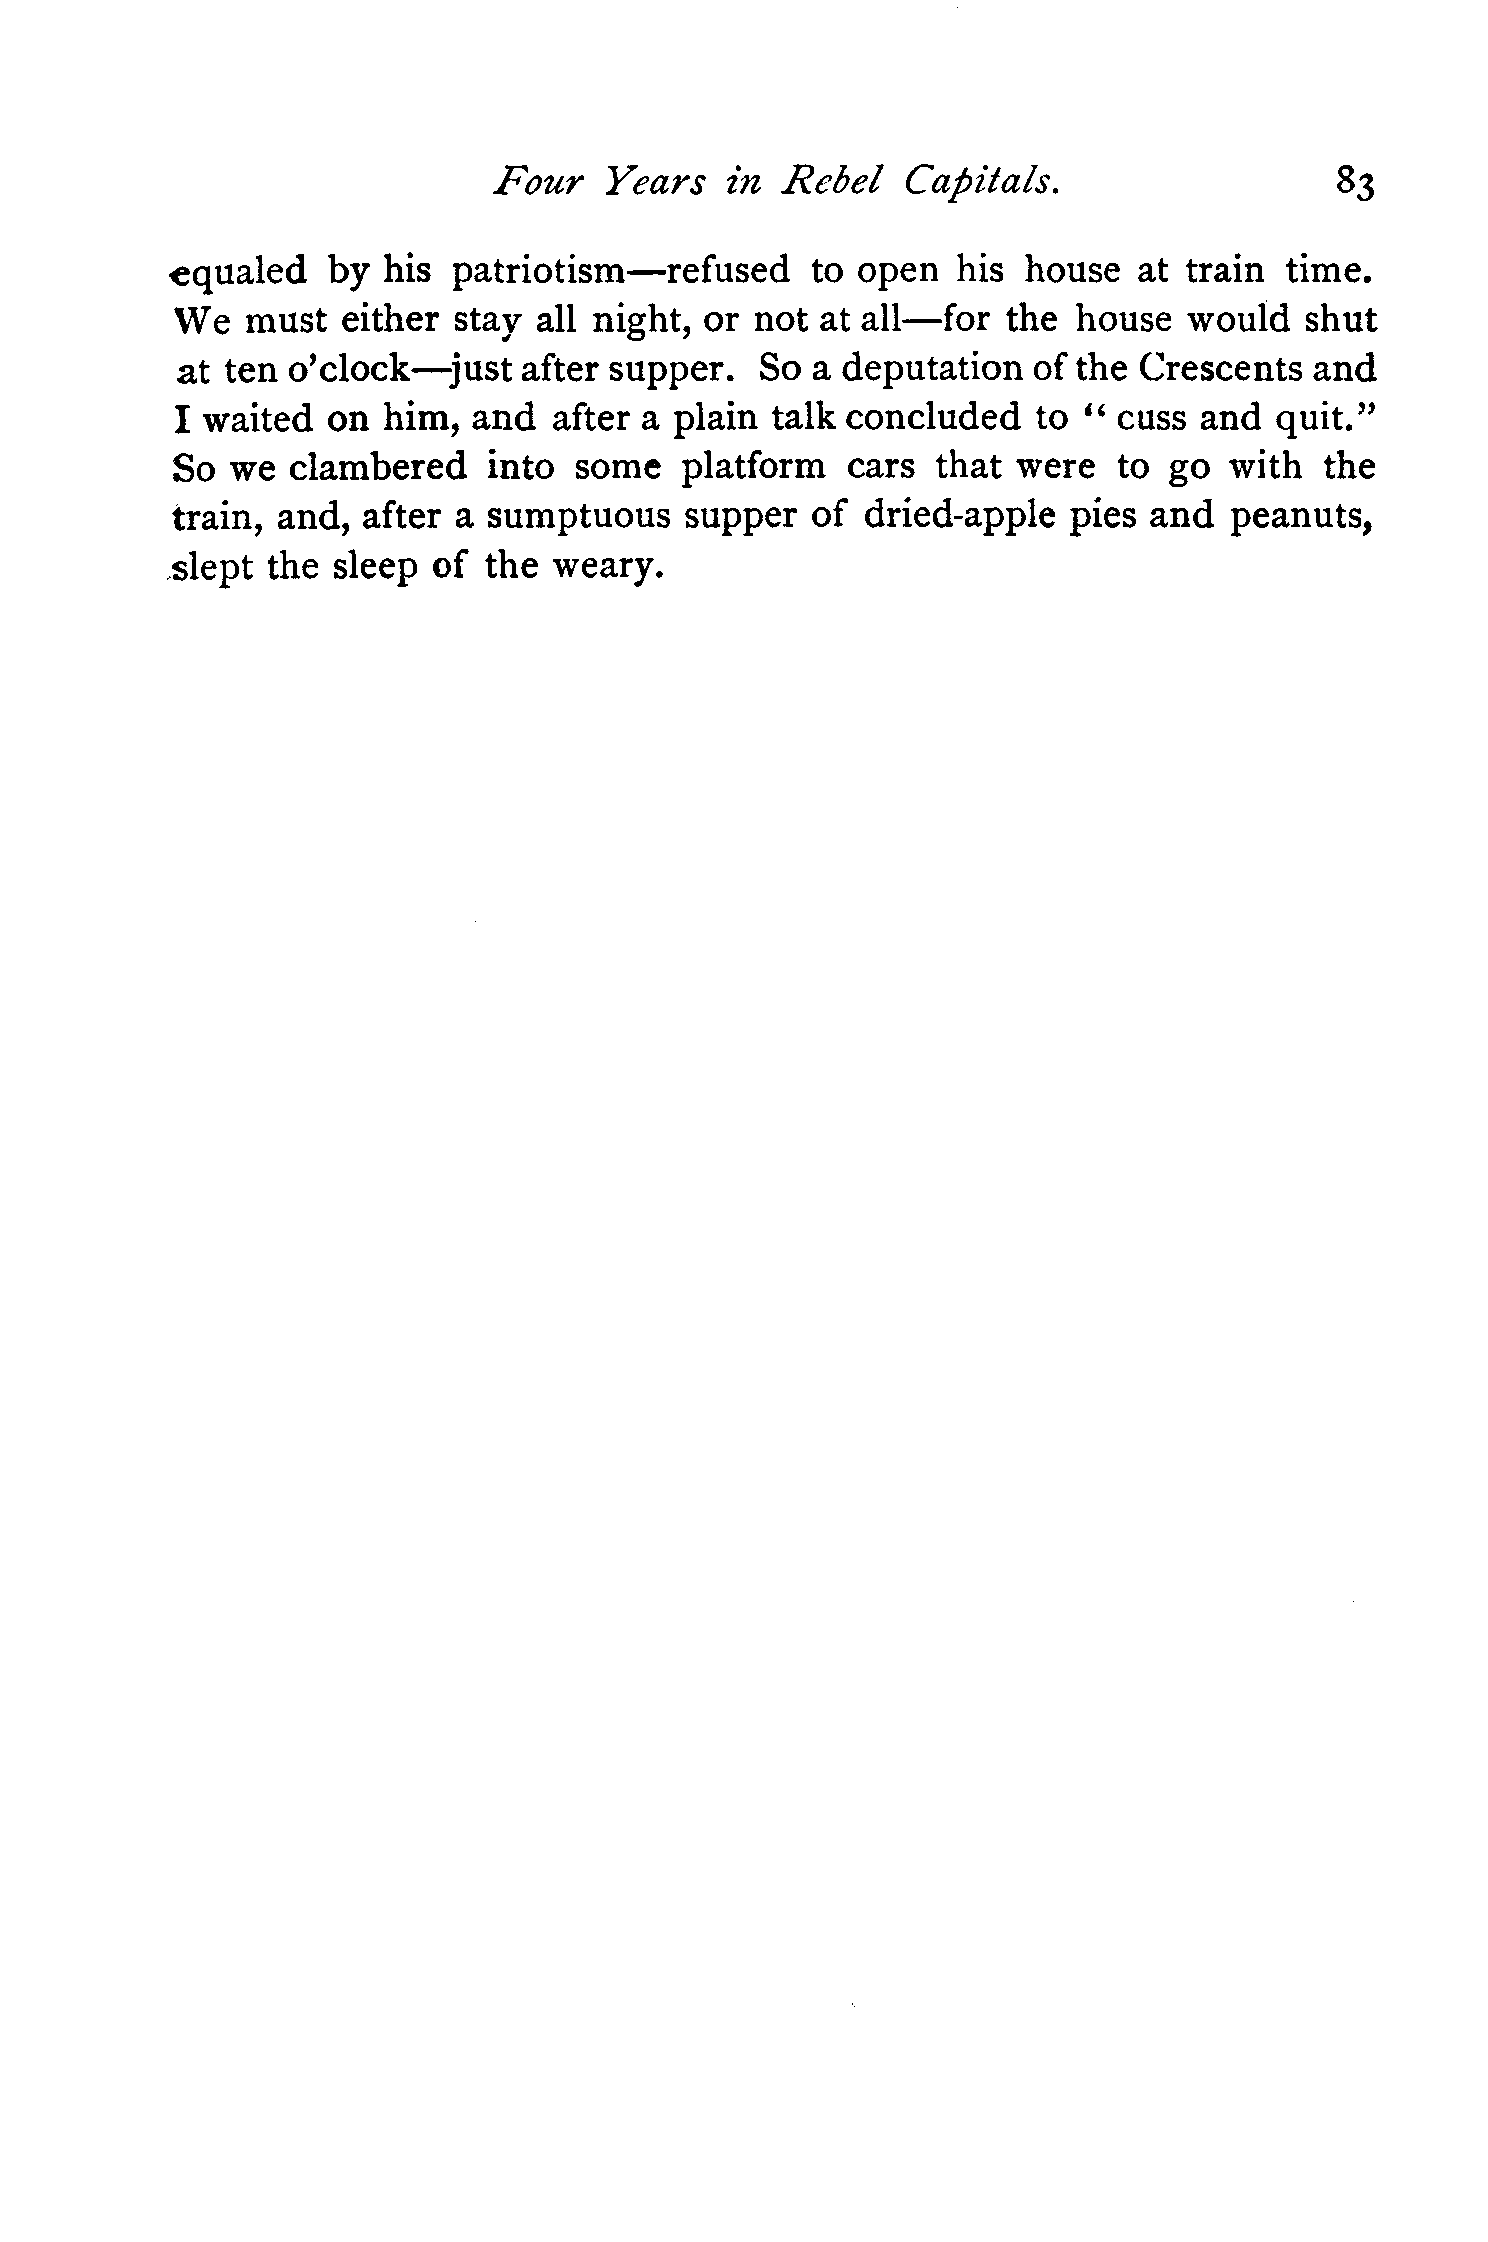 Four Years in Rebel Capitals. 83
equaled by his patriotism—refused to open his house at train time.
We must either stay all night, or not at all—for the house would shut
at ten o'clock—just after supper. So a deputation of the Crescents and
I waited on him, and after a plain talk concluded to “ cuss and quit.”
So we clambered into some platform cars that were to go with the
train, and, after a sumptuous supper of dried-apple pies and peanuts,
slept the sleep of the weary.